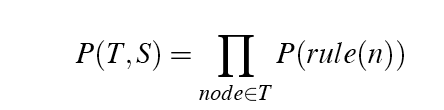 P(T,S) = ∏ P(rule(n))
node∈T